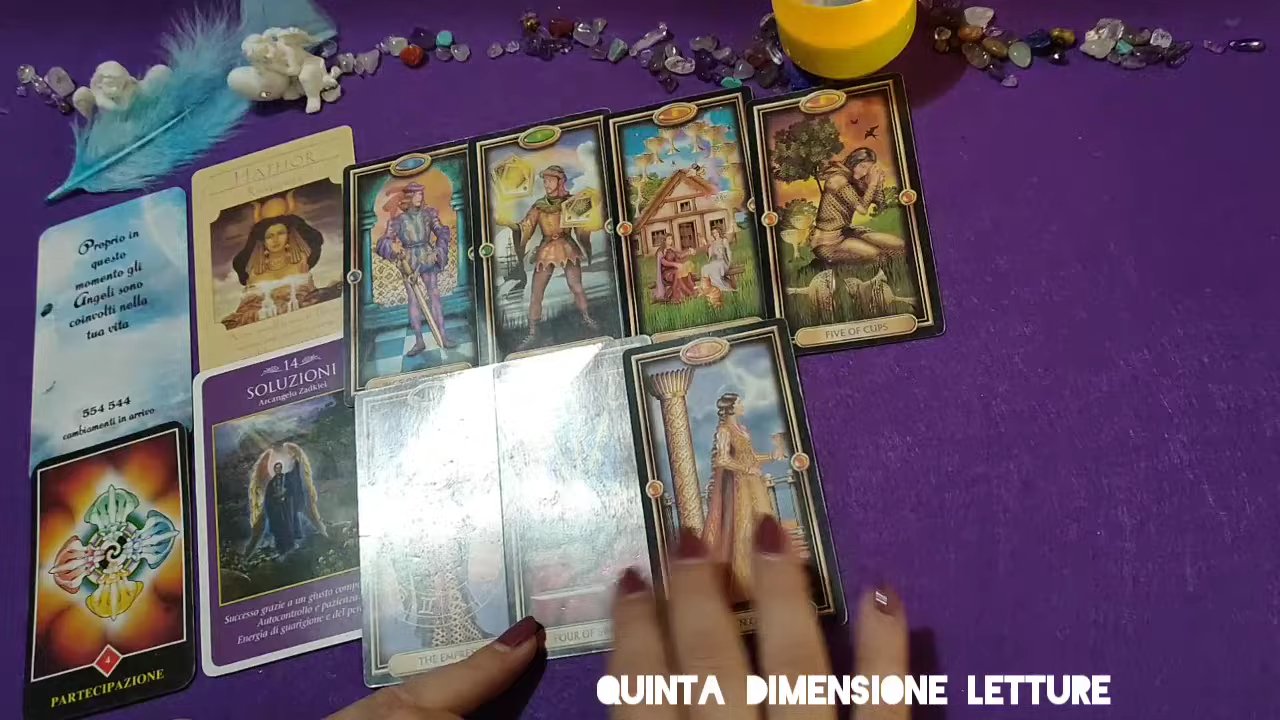 Proprio in
questo
momento gli
Angeli sono
coinvolti nella
tua vita
554 544
cambiamenti in arrivo
HATHOR
14
SOLUZIONI
Arcangelo Zadkiel
Successo grazie a un giusto
Autocontrollo e pazienza
Energia di guarigione e del
4
PARTECIPAZIONE
FIVE OF CUPS
THE
FOUR OF
QUINTA DIMENSIONE LETTURE